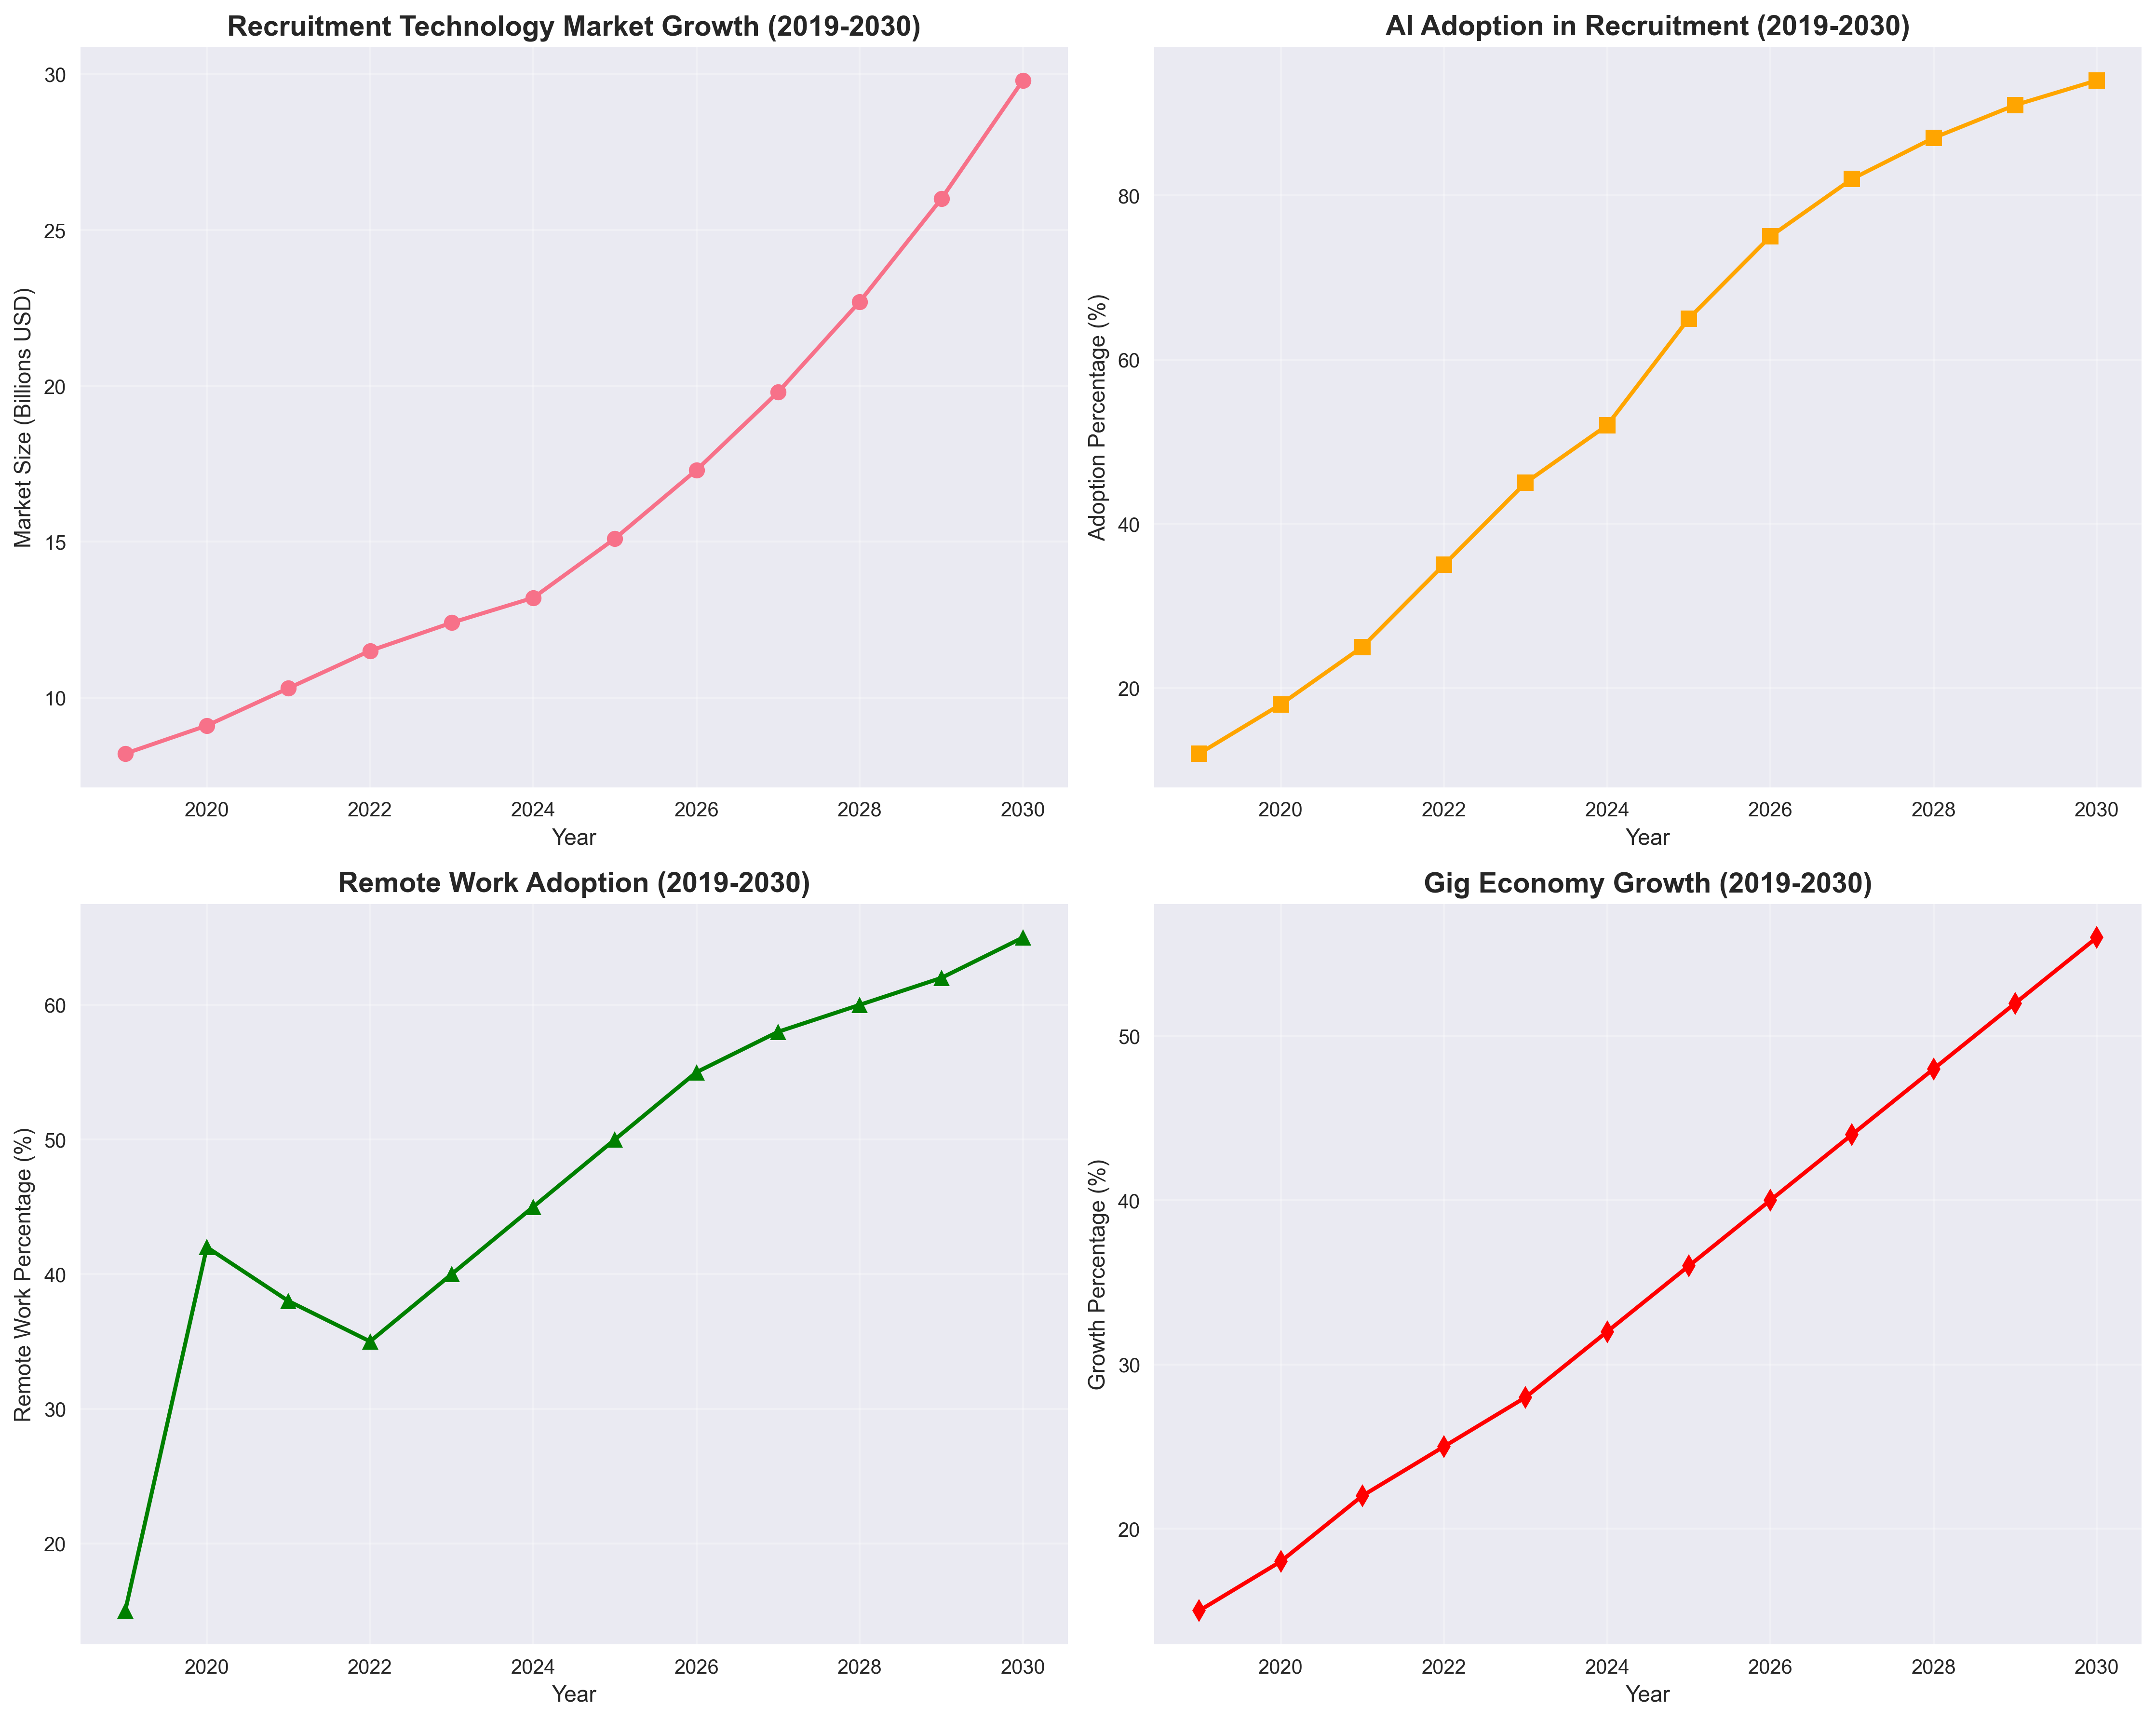 Recruitment Technology Market Growth (2019-2030)
30
25
20
15
10
Market Size (Billions USD)
2020 2022 2024 2026 2028 2030
Year
AI Adoption in Recruitment (2019-2030)
80
60
40
20
Adoption Percentage (%)
2020 2022 2024 2026 2028 2030
Year
Remote Work Adoption (2019-2030)
60
50
40
30
20
Remote Work Percentage (%)
2020 2022 2024 2026 2028 2030
Year
Gig Economy Growth (2019-2030)
50
40
30
20
Growth Percentage (%)
2020 2022 2024 2026 2028 2030
Year